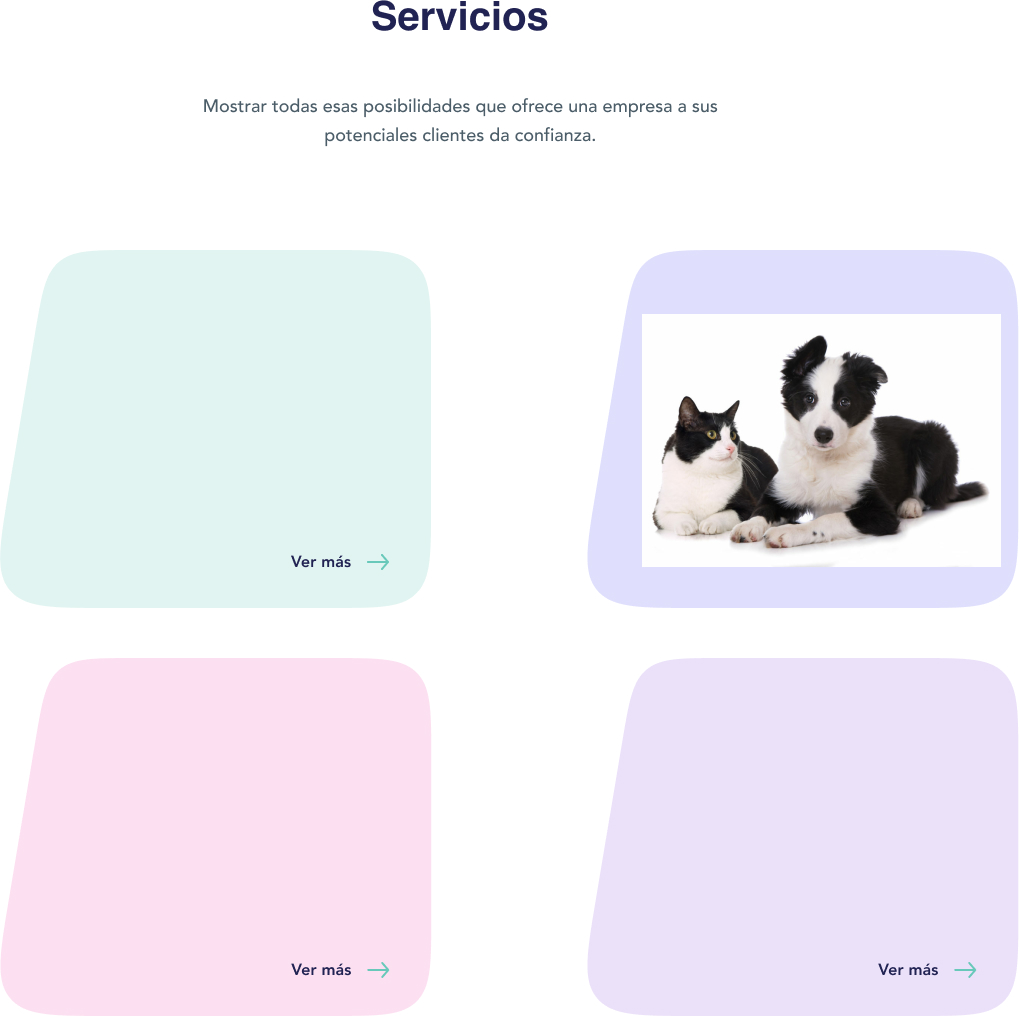 Servicios
Mostrar todas esas posibilidades que ofrece una empresa a sus
potenciales clientes da confianza.
Ver más
Ver más
Ver más